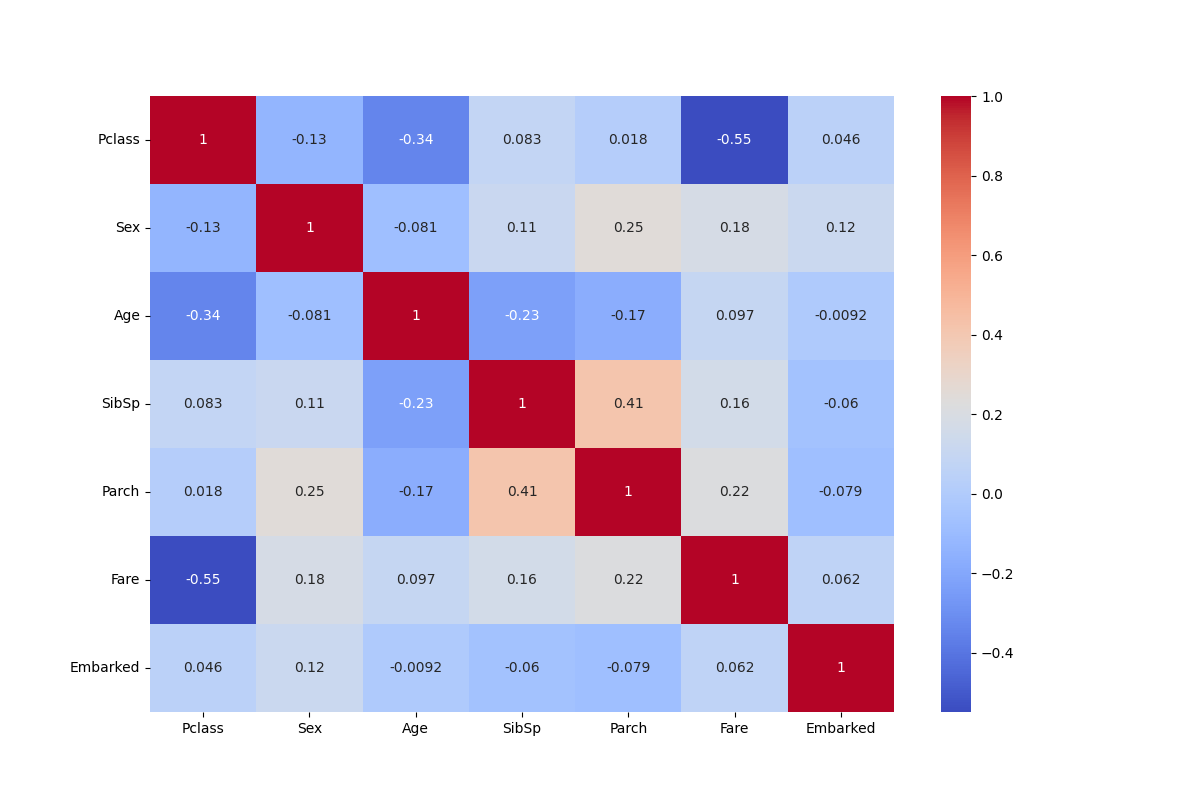 Pclass 1 -0.13 -0.34 0.083 0.018 -0.55 0.046
Sex -0.13 1 -0.081 0.11 0.25 0.18 0.12
Age -0.34 -0.081 1 -0.23 -0.17 0.097 -0.0092
SibSp 0.083 0.11 -0.23 1 0.41 0.16 -0.06
Parch 0.018 0.25 -0.17 0.41 1 0.22 -0.079
Fare -0.55 0.18 0.097 0.16 0.22 1 0.062
Embarked 0.046 0.12 -0.0092 -0.06 -0.079 0.062 1
Pclass Sex Age SibSp Parch Fare Embarked
1.0
0.8
0.6
0.4
0.2
0.0
−0.2
−0.4